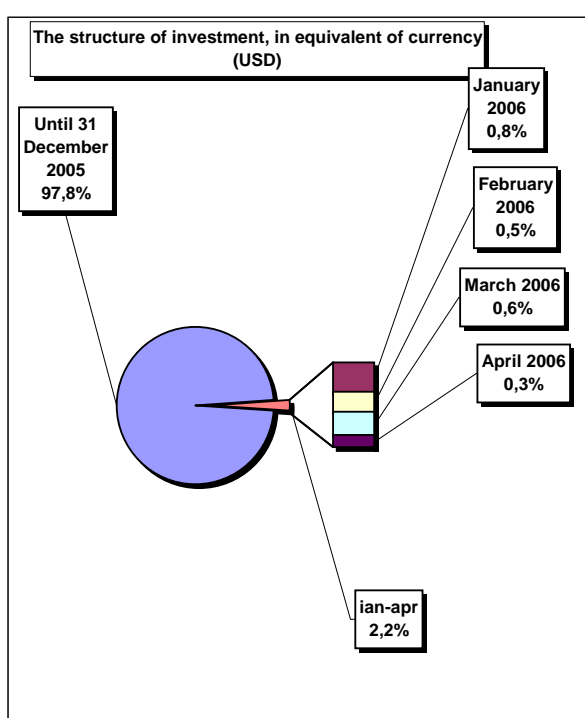 The structure of investment, in equivalent of currency
(USD)
January
2006
0,8%
Until 31
December
2005
97,8%
February
2006
0,5%
March 2006
0,6%
April 2006
0,3%
ian-apr
2,2%